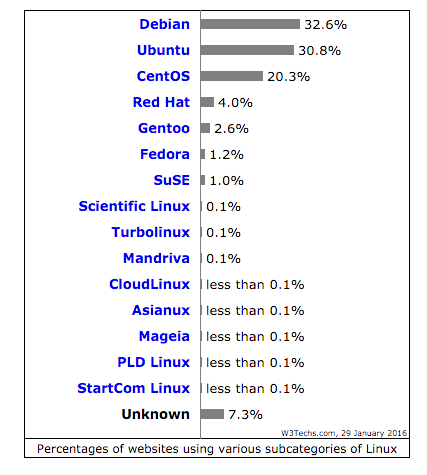 Debian 32.6%
Ubuntu 30.8%
CentOS 20.3%
Red Hat 4.0%
Gentoo 2.6%
Fedora 1.2%
SuSE 1.0%
Scientific Linux 0.1%
Turbolinux 0.1%
Mandriva 0.1%
CloudLinux less than 0.1%
Asianux less than 0.1%
Mageia less than 0.1%
PLD Linux less than 0.1%
StartCom Linux less than 0.1%
Unknown 7.3%
W3Techs.com, 29 January 2016
Percentages of websites using various subcategories of Linux